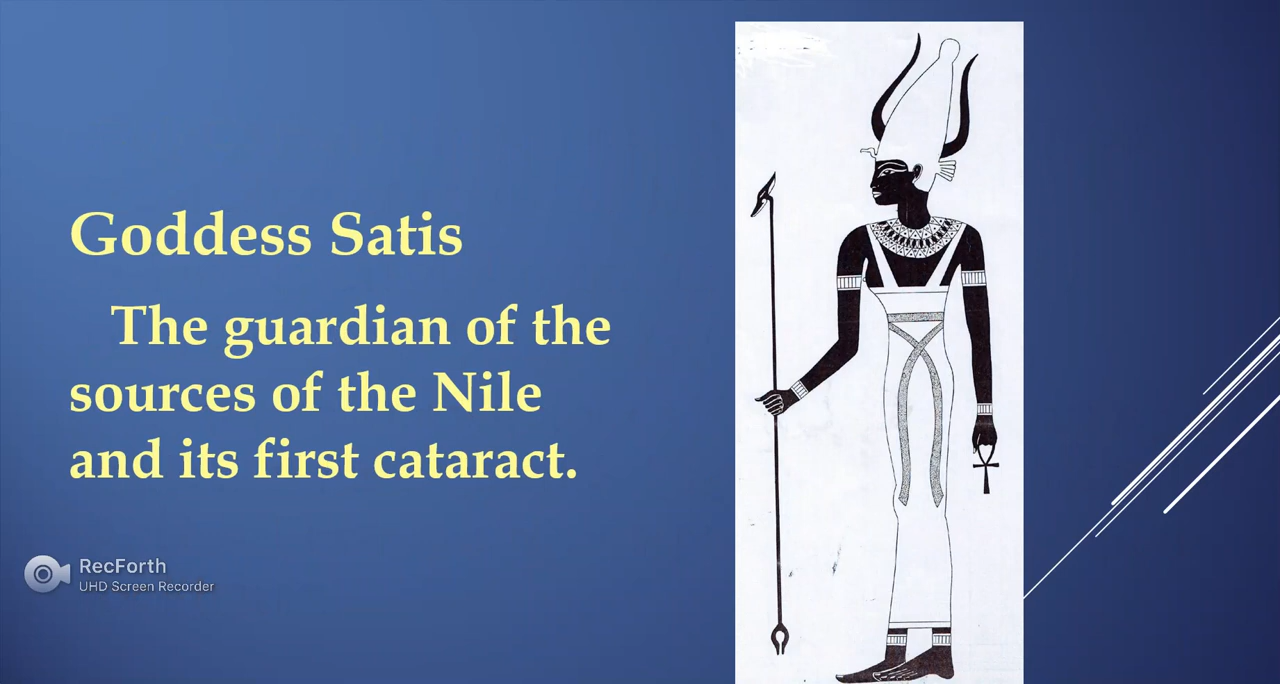 Goddess Satis
The guardian of the
sources of the Nile
and its first cataract.
RecForth
UHD Screen Recorder